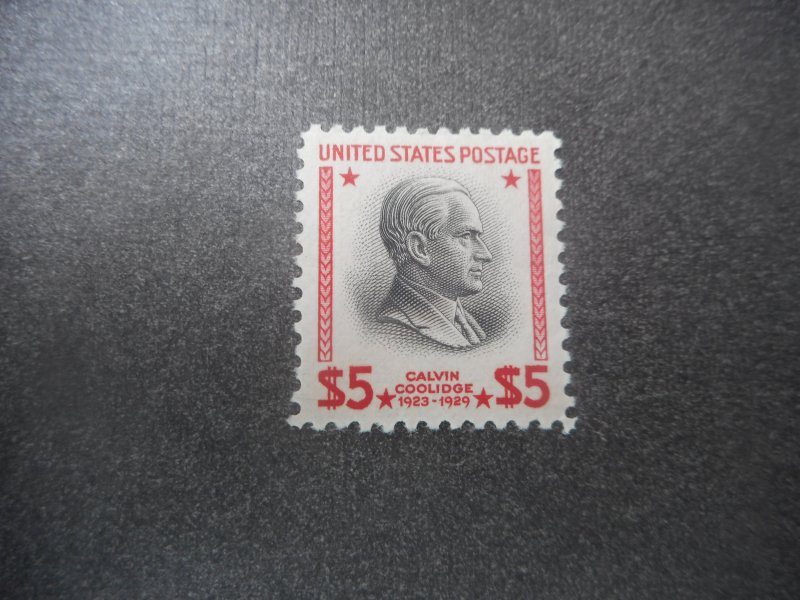 UNITED STATES POSTAGE
CALVIN
COOLIDGE
$5 1923-1929 $5